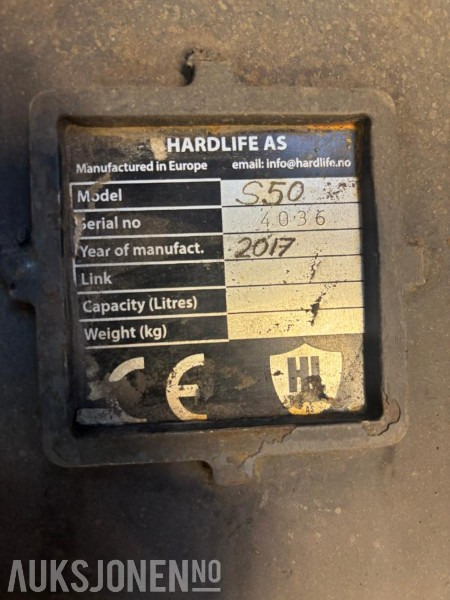 HARDLIFE AS
Manufactured in Europe email: info@hardlife.no
Model S50
Serial no 4036
Year of manufact. 2017
Link
Capacity (Litres)
Weight (kg)
CE HL
AUKSJONEN.NO